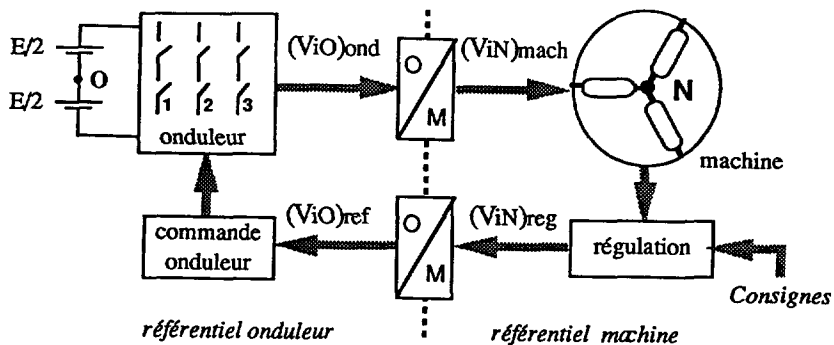 E/2
O
E/2
1 2 3
onduleur
(ViO)ond
O
M
(ViN)mach
N
machine
commande
onduleur
(ViO)ref
O
M
(ViN)reg
régulation
Consignes
référentiel onduleur
référentiel machine